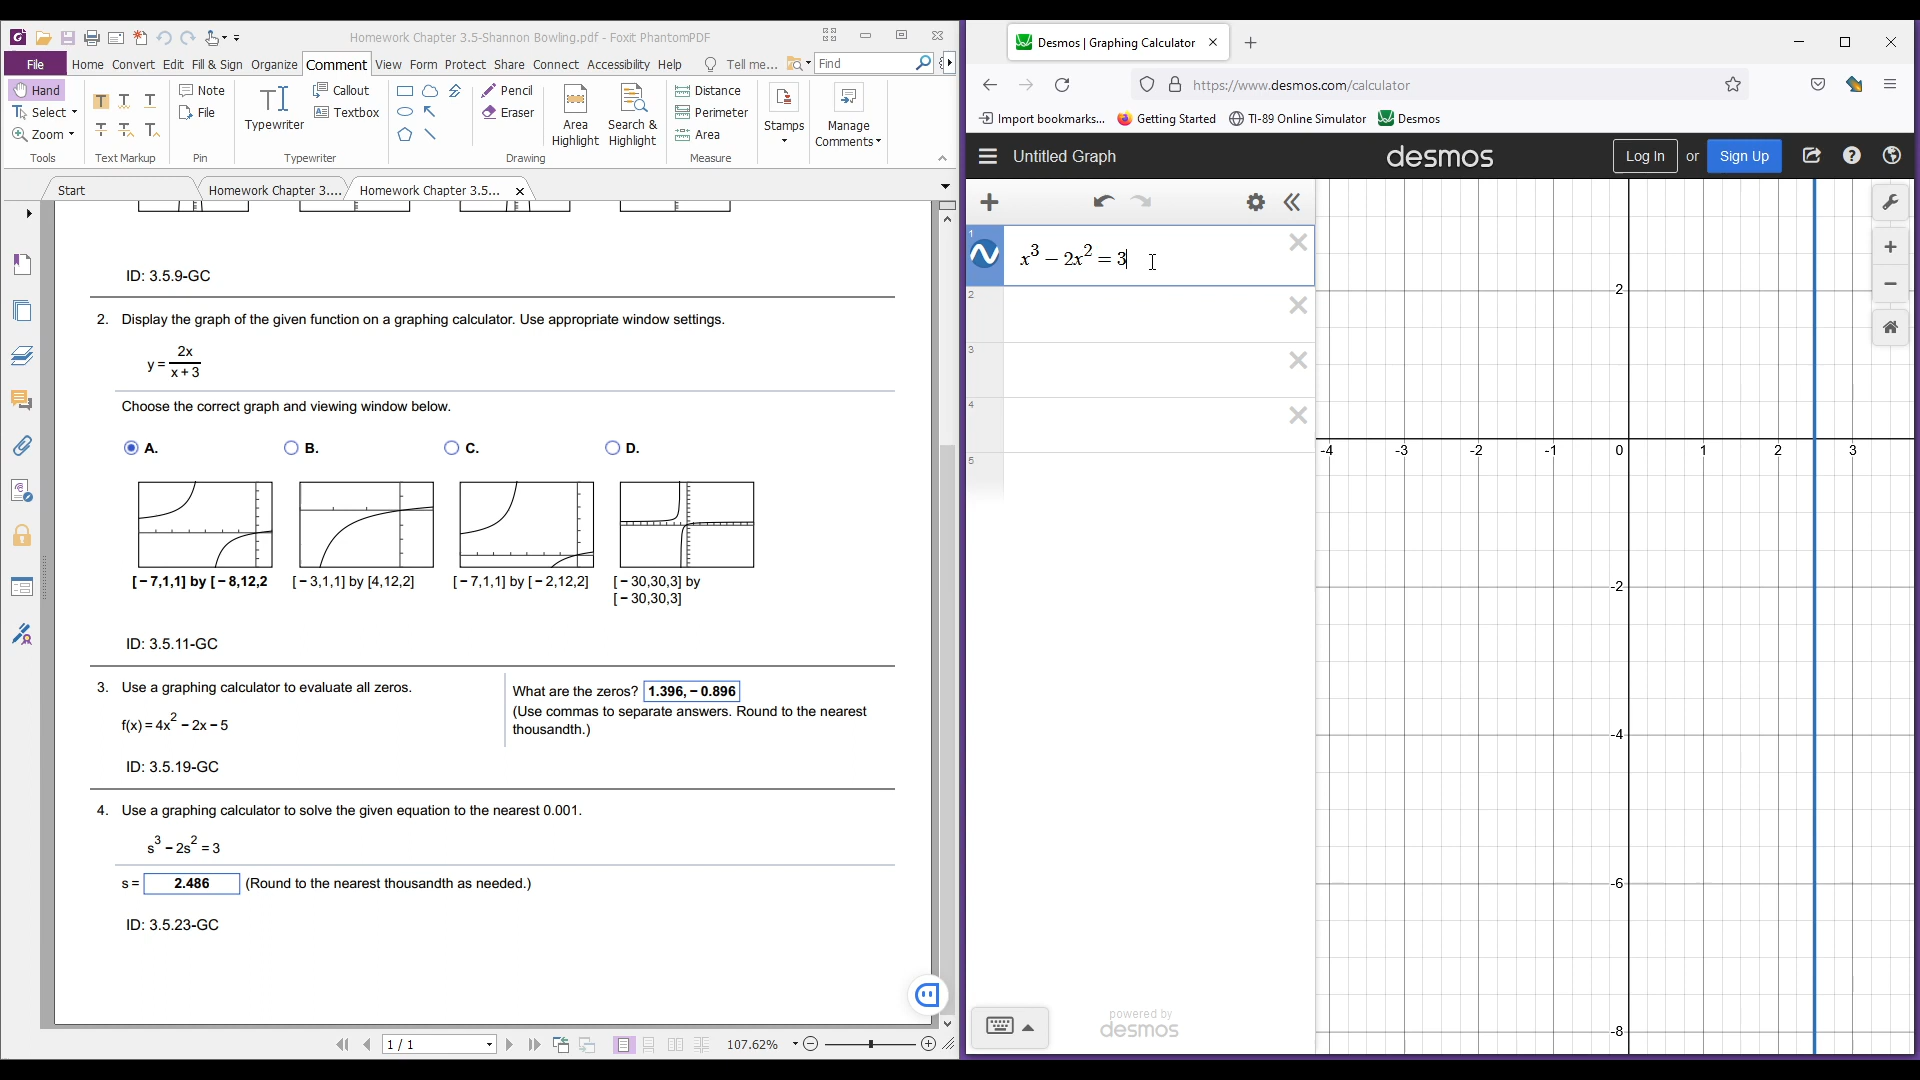 Homework Chapter 3.5-Shannon Bowling.pdf - Foxit PhantomPDF
File Home Convert Edit Fill & Sign Organize Comment View Form Protect Share Connect Accessibility Help Tell me... Find
Hand
Select
Zoom
Tools
Text Markup
Note
File
Pin
Typewriter
Callout
Textbox
Typewriter
Pencil
Eraser
Area
Highlight
Search &
Highlight
Drawing
Distance
Perimeter
Area
Measure
Stamps
Manage
Comments
Start
Homework Chapter 3....
Homework Chapter 3.5...
ID: 3.5.9-GC
2. Display the graph of the given function on a graphing calculator. Use appropriate window settings.
y = 2x / x + 3
Choose the correct graph and viewing window below.
A. B. C. D.
[ - 7,1,1] by [ - 8,12,2
[ - 3,1,1] by [4,12,2]
[ - 7,1,1] by [ - 2,12,2]
[ - 30,30,3] by
[ - 30,30,3]
ID: 3.5.11-GC
3. Use a graphing calculator to evaluate all zeros.
f(x) = 4x² - 2x - 5
What are the zeros? 1.396, - 0.896
(Use commas to separate answers. Round to the nearest
thousandth.)
ID: 3.5.19-GC
4. Use a graphing calculator to solve the given equation to the nearest 0.001.
s³ - 2s² = 3
s = 2.486 (Round to the nearest thousandth as needed.)
ID: 3.5.23-GC
1 / 1
107.62%
Desmos | Graphing Calculator
https://www.desmos.com/calculator
Import bookmarks...
Getting Started
TI-89 Online Simulator
Desmos
Untitled Graph
desmos
Log In or Sign Up
1
x³ − 2x² = 3
2
3
4
5
powered by
desmos
2
-4 -3 -2 -1 0 1 2 3
-2
-4
-6
-8